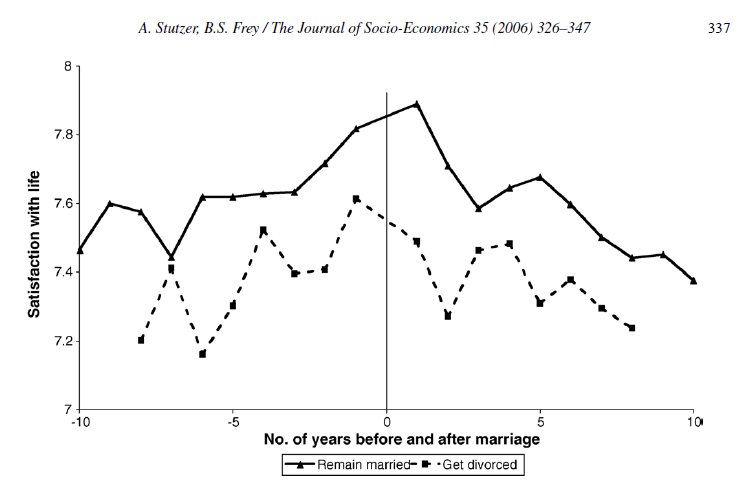 A. Stutzer, B.S. Frey / The Journal of Socio-Economics 35 (2006) 326–347 337
8
7.8
7.6
7.4
7.2
7
-10 -5 0 5 10
Satisfaction with life
No. of years before and after marriage
Remain married Get divorced